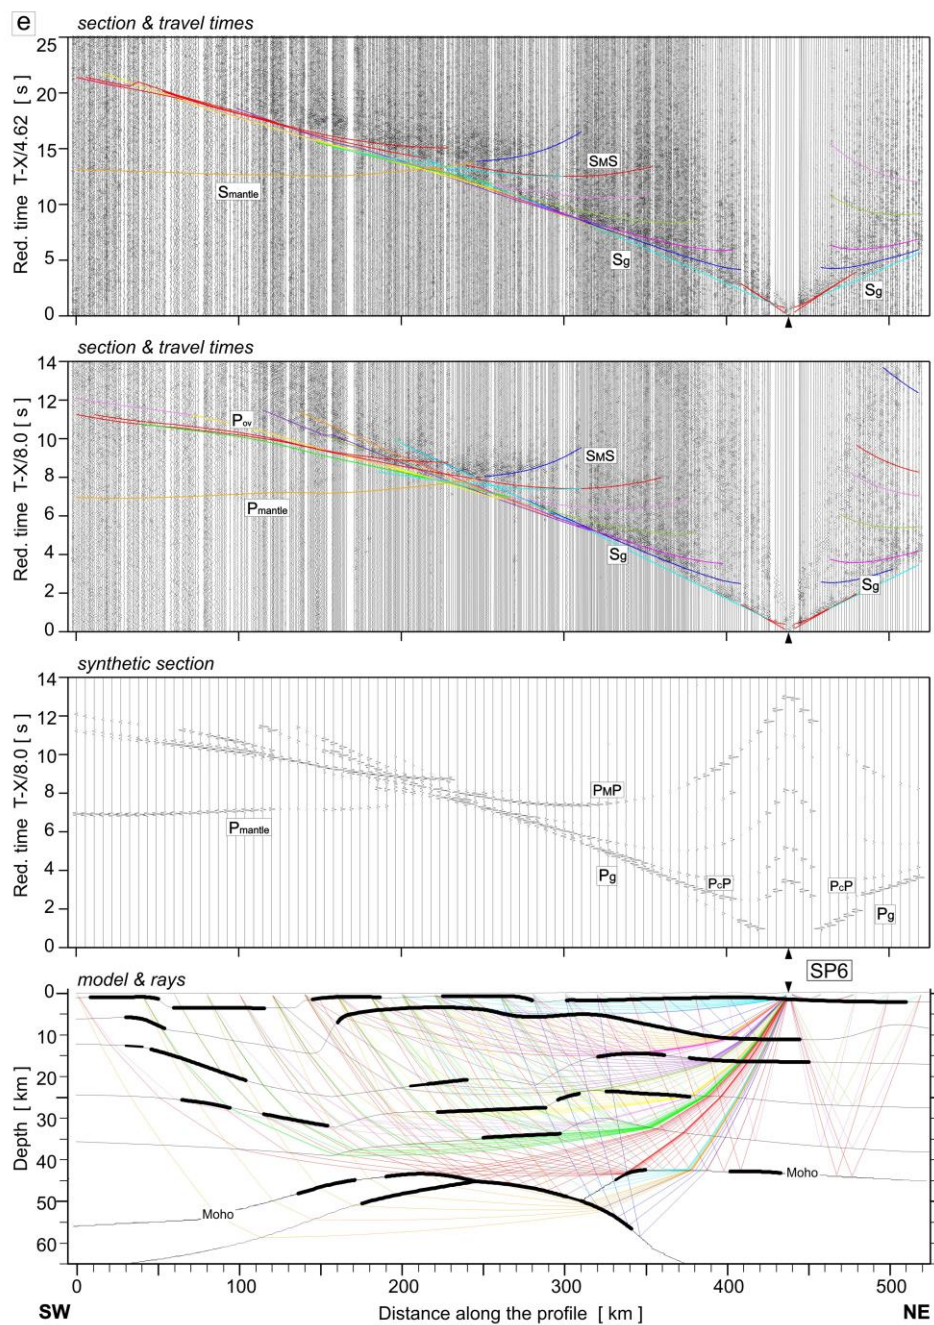 e
section & travel times
25
20
15
10
5
0
Red. time T-X/4.62 [ s ]
Smantle
SMS
Sg
Sg
section & travel times
14
12
10
8
6
4
2
0
Red. time T-X/8.0 [ s ]
Pov
Pmantle
SMS
Sg
Sg
synthetic section
14
12
10
8
6
4
2
0
Red. time T-X/8.0 [ s ]
Pmantle
PMP
Pg
PcP
PcP
Pg
SP6
model & rays
0
10
20
30
40
50
60
Depth [ km ]
Moho
Moho
0 100 200 300 400 500
SW Distance along the profile [ km ] NE